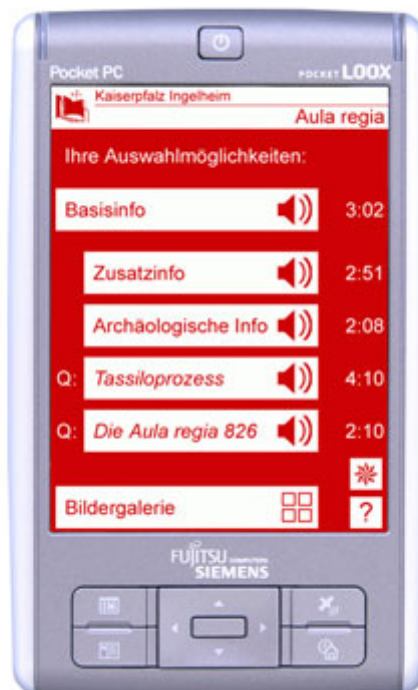 Pocket PC
POCKET LOOX
Kaiserpfalz Ingelheim
Aula regia
Ihre Auswahlmöglichkeiten:
Basisinfo 3:02
Zusatzinfo 2:51
Archäologische Info 2:08
Q: Tassiloprozess 4:10
Q: Die Aula regia 826 2:10
?
Bildergalerie
FUJITSU COMPUTERS
SIEMENS